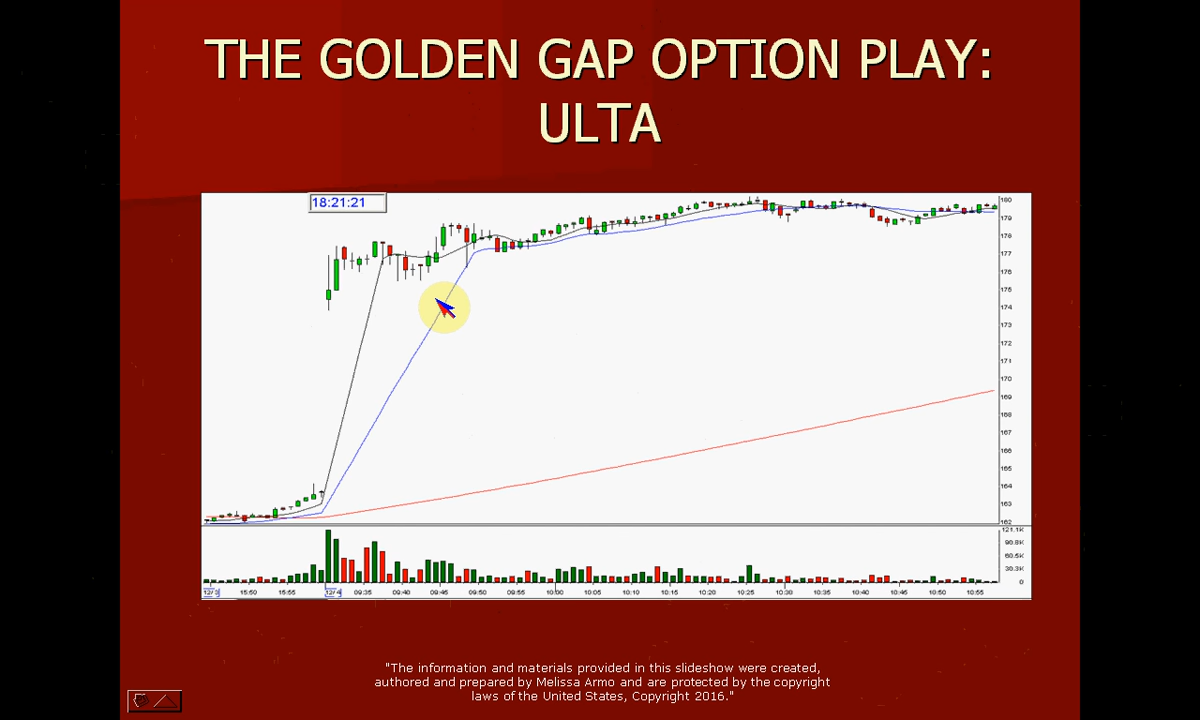 THE GOLDEN GAP OPTION PLAY:
ULTA
18:21:21
180
179
178
177
176
175
174
173
172
171
170
169
168
167
166
165
164
163
162
121.1K
90.8K
60.5K
30.3K
0
12/3 15:50 15:55 12/4 09:35 09:40 09:45 09:50 09:55 10:00 10:05 10:10 10:15 10:20 10:25 10:30 10:35 10:40 10:45 10:50 10:55
"The information and materials provided in this slideshow were created,
authored and prepared by Melissa Armo and are protected by the copyright
laws of the United States, Copyright 2016."